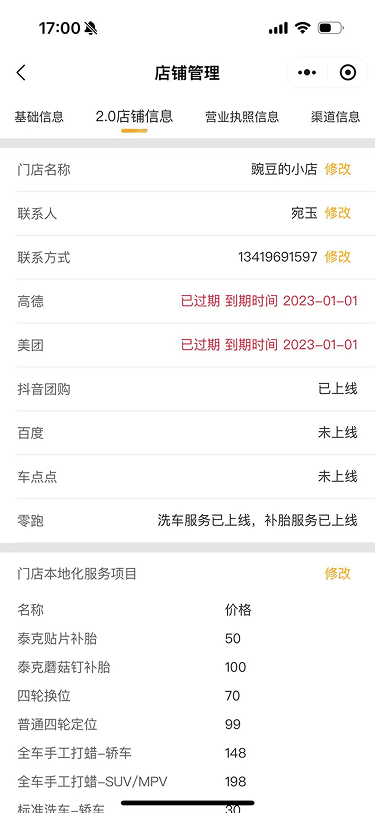 17:00
店铺管理
基础信息 2.0店铺信息 营业执照信息 渠道信息
门店名称 豌豆的小店 修改
联系人 宛玉 修改
联系方式 13419691597 修改
高德 已过期 到期时间 2023-01-01
美团 已过期 到期时间 2023-01-01
抖音团购 已上线
百度 未上线
车点点 未上线
零跑 洗车服务已上线，补胎服务已上线
门店本地化服务项目 修改
名称 价格
泰克贴片补胎 50
泰克蘑菇钉补胎 100
四轮换位 70
普通四轮定位 99
全车手工打蜡-轿车 148
全车手工打蜡-SUV/MPV 198
标准洗车-轿车 30